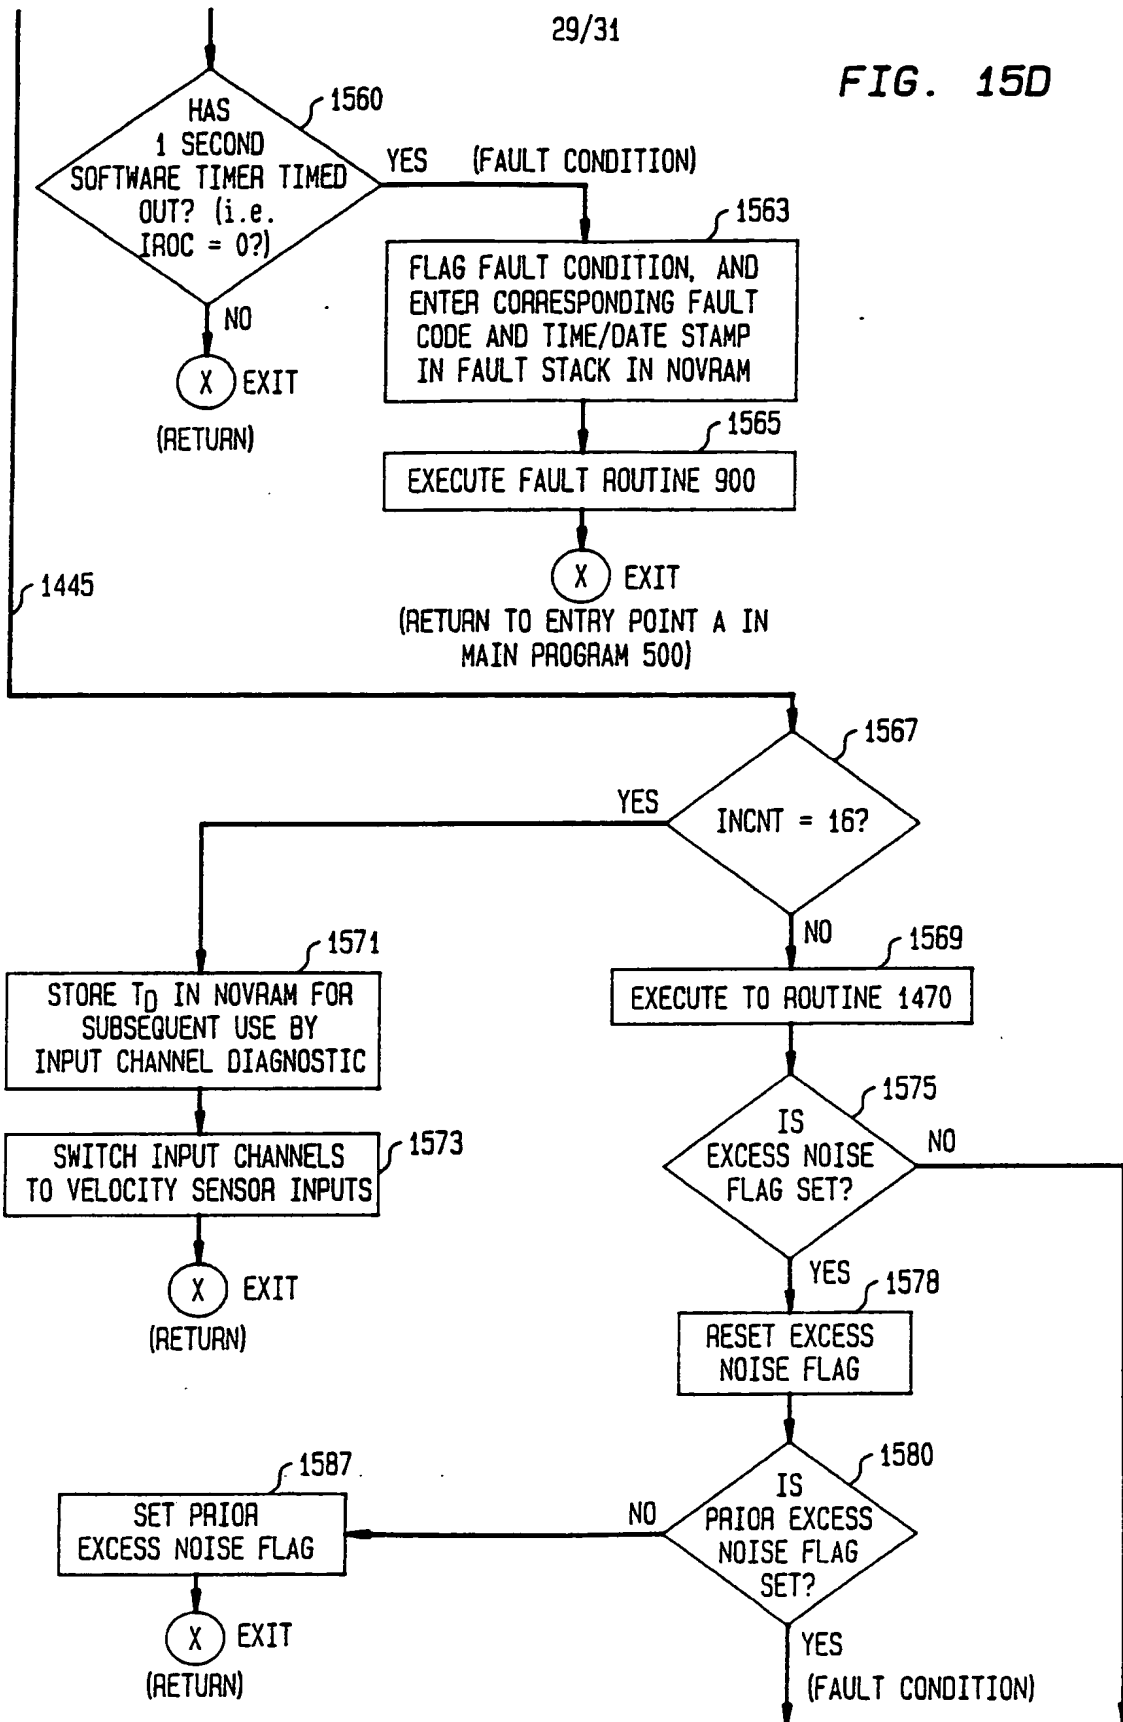 29/31
FIG. 15D
1560
HAS
1 SECOND
SOFTWARE TIMER TIMED
OUT? (i.e.
IROC = 0?)
YES (FAULT CONDITION)
NO
X EXIT
(RETURN)
1563
FLAG FAULT CONDITION, AND
ENTER CORRESPONDING FAULT
CODE AND TIME/DATE STAMP
IN FAULT STACK IN NOVRAM
1565
EXECUTE FAULT ROUTINE 900
X EXIT
(RETURN TO ENTRY POINT A IN
MAIN PROGRAM 500)
1445
1567
INCNT = 16?
YES
NO
1571
STORE TD IN NOVRAM FOR
SUBSEQUENT USE BY
INPUT CHANNEL DIAGNOSTIC
1573
SWITCH INPUT CHANNELS
TO VELOCITY SENSOR INPUTS
X EXIT
(RETURN)
1569
EXECUTE TO ROUTINE 1470
1575
IS
EXCESS NOISE
FLAG SET?
NO
YES
1578
RESET EXCESS
NOISE FLAG
1580
IS
PRIOR EXCESS
NOISE FLAG
SET?
NO
1587
SET PRIOR
EXCESS NOISE FLAG
X EXIT
(RETURN)
YES
(FAULT CONDITION)